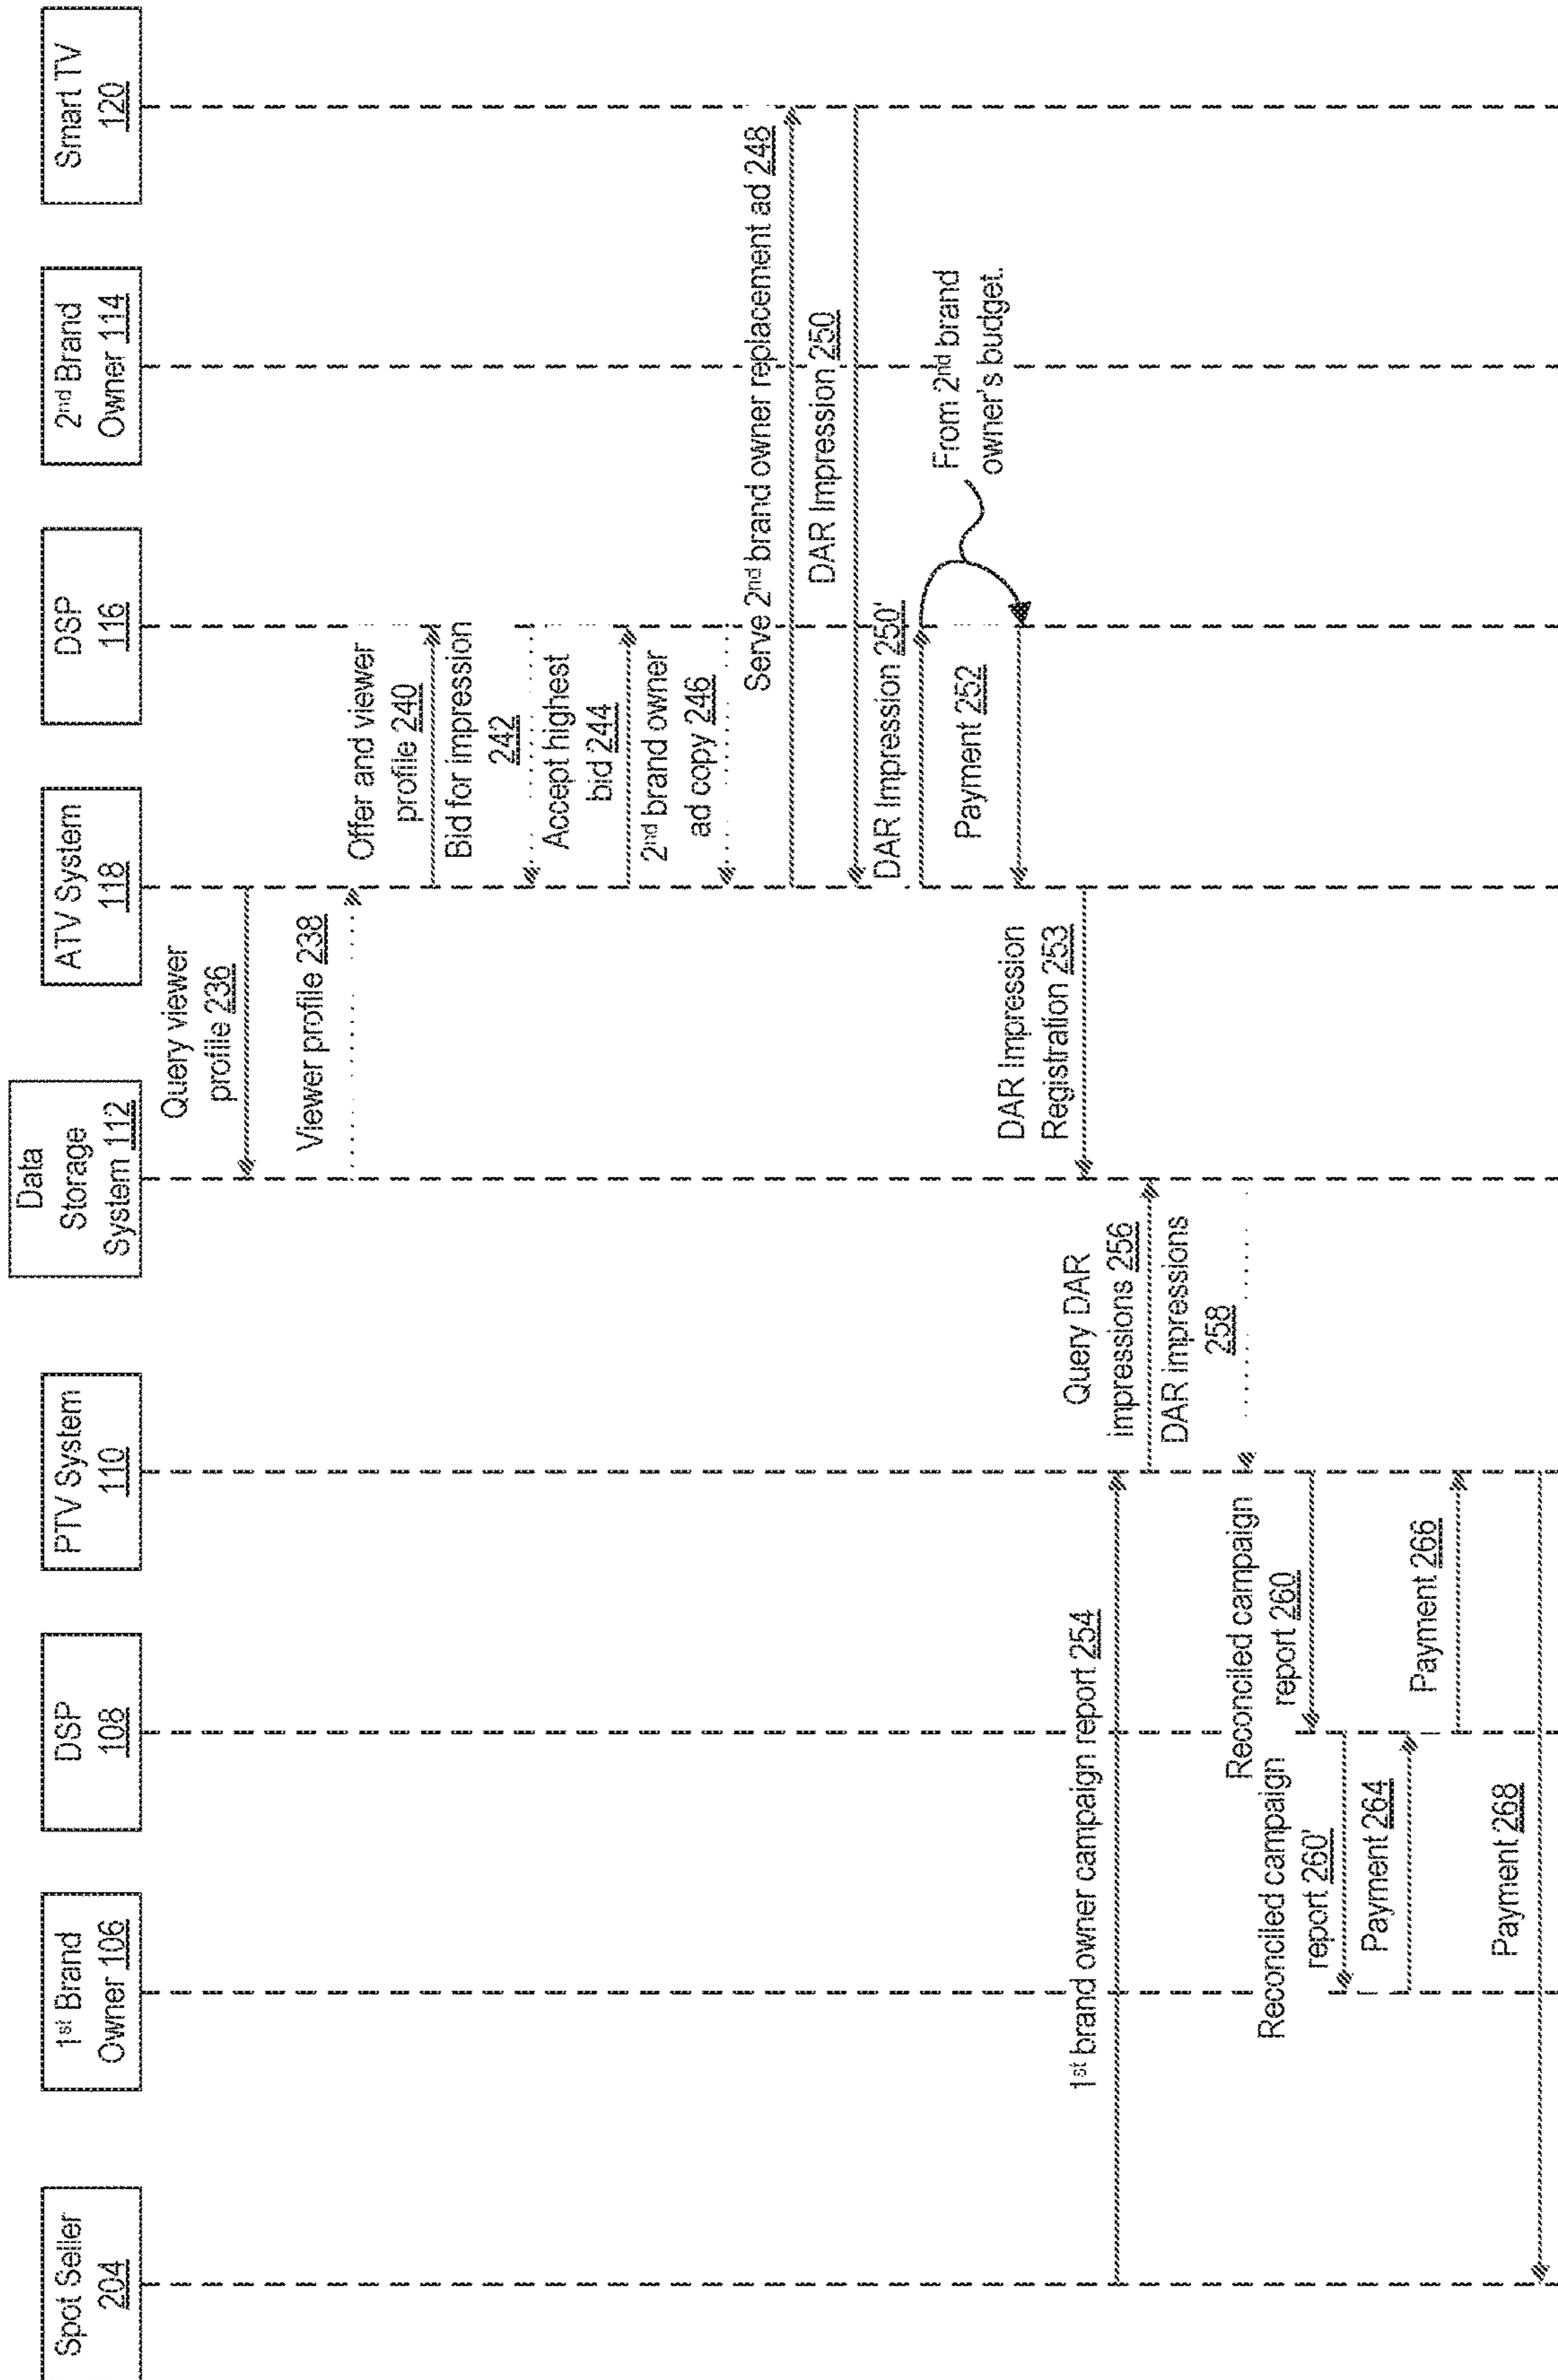 Spot Seller
204
1st Brand
Owner 106
DSP
108
PTV System
110
Data
Storage
System 112
ATV System
118
DSP
116
2nd Brand
Owner 114
Smart TV
120
Query viewer
profile 236
Viewer profile 238
Offer and viewer
profile 240
Bid for impression
242
Accept highest
bid 244
2nd brand owner
ad copy 246
Serve 2nd brand owner replacement ad 248
DAR Impression 250
DAR Impression 250'
From 2nd brand
owner's budget.
Payment 252
DAR Impression
Registration 253
1st brand owner campaign report 254
Query DAR
impressions 256
DAR impressions
258
Reconciled campaign
report 260
Reconciled campaign
report 260'
Payment 264
Payment 266
Payment 268